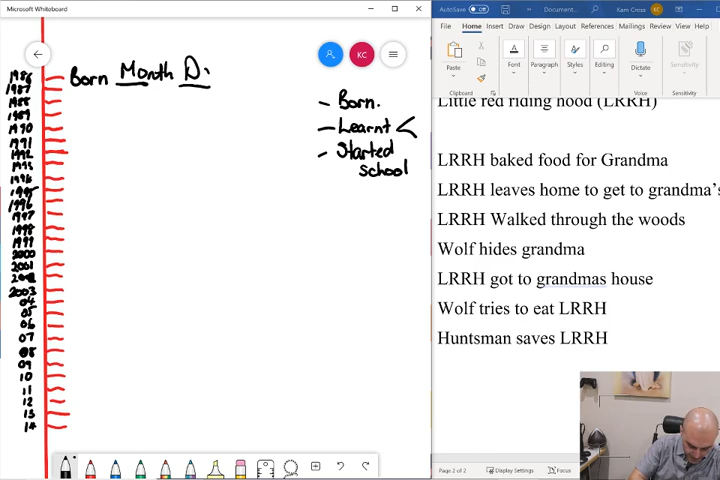 Microsoft Whiteboard
AutoSave Off
Document...
Kam Cross
KC
File Home Insert Draw Design Layout References Mailings Review View
Paste
Font
Paragraph
Styles
Editing
Dictate
Sensitivity
Clipboard
Voice
Sensitivity
KC
1986 Born Month D.
1987
1988
1989
1990
1991
1992
1993
1994
1995
1996
1997
1998
1999
2000
2001
2002
2003
04
05
06
07
08
09
10
11
12
13
14
- Born.
- Learnt <
- Started
school
Little red riding hood (LRRH)
LRRH baked food for Grandma
LRRH leaves home to get to grandma's
LRRH Walked through the woods
Wolf hides grandma
LRRH got to grandmas house
Wolf tries to eat LRRH
Huntsman saves LRRH
Page 2 of 2
Display Settings
Focus